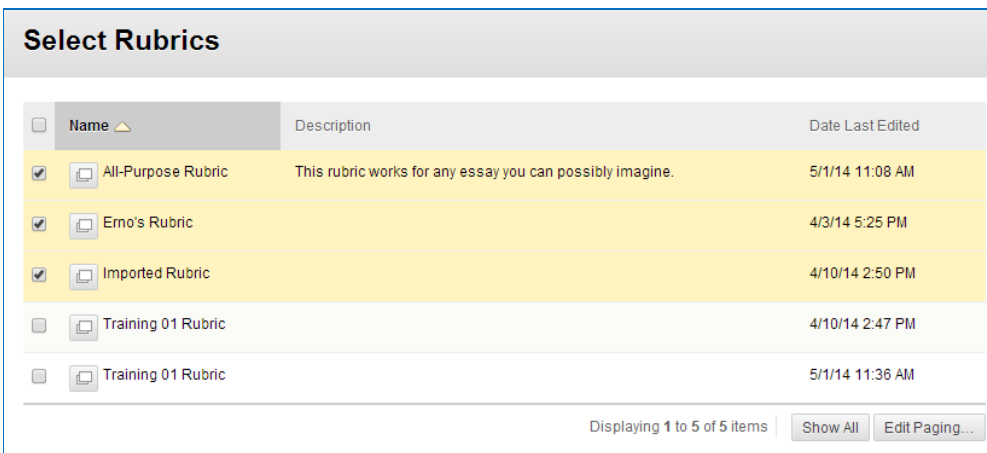 Select Rubrics
Name Description Date Last Edited
All-Purpose Rubric This rubric works for any essay you can possibly imagine. 5/1/14 11:08 AM
Erno's Rubric 4/3/14 5:25 PM
Imported Rubric 4/10/14 2:50 PM
Training 01 Rubric 4/10/14 2:47 PM
Training 01 Rubric 5/1/14 11:36 AM
Displaying 1 to 5 of 5 items Show All Edit Paging...